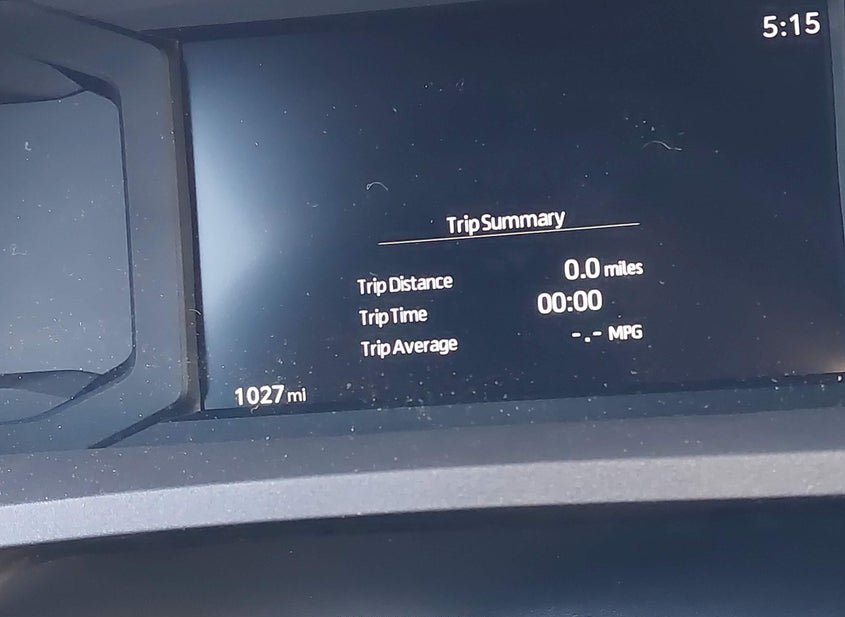 5:15
Trip Summary
Trip Distance 0.0 miles
Trip Time 00:00
Trip Average -.- MPG
1027 mi